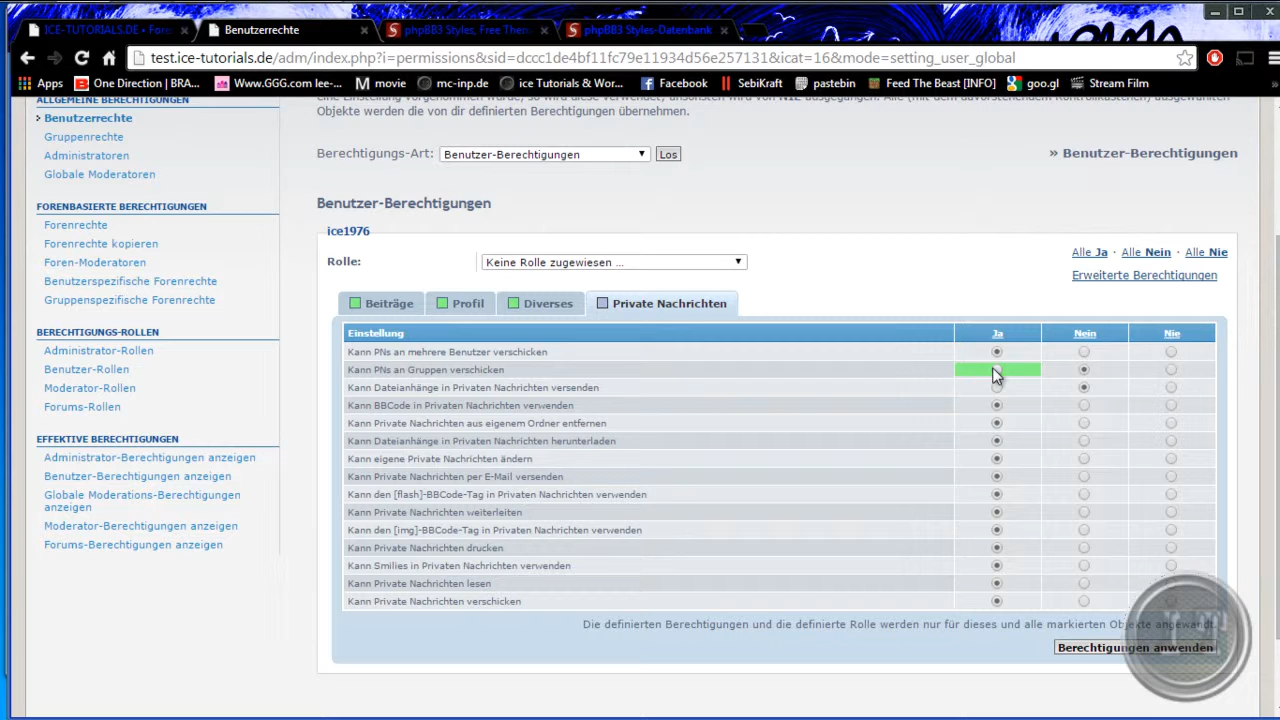 ICE-TUTORIALS.DE - For
Benutzerrechte
phpBB3 Styles, Free Them
phpBB3 Styles-Datenbank
test.ice-tutorials.de/adm/index.php?i=permissions&sid=dccc1de4bf11fc79e11934d56e257131&icat=16&mode=setting_user_global
Apps
One Direction | BRA...
Www.GGG.com lee-...
movie
mc-inp.de
ice Tutorials & Wor...
Facebook
SebiKraft
pastebin
Feed The Beast [INFO]
goo.gl
Stream Film
ALLGEMEINE BERECHTIGUNGEN
Benutzerrechte
Gruppenrechte
Administratoren
Globale Moderatoren
FORENBASIERTE BERECHTIGUNGEN
Forenrechte
Forenrechte kopieren
Foren-Moderatoren
Benutzerspezifische Forenrechte
Gruppenspezifische Forenrechte
BERECHTIGUNGS-ROLLEN
Administrator-Rollen
Benutzer-Rollen
Moderator-Rollen
Forums-Rollen
EFFEKTIVE BERECHTIGUNGEN
Administrator-Berechtigungen anzeigen
Benutzer-Berechtigungen anzeigen
Globale Moderations-Berechtigungen
anzeigen
Moderator-Berechtigungen anzeigen
Forums-Berechtigungen anzeigen
Objekte werden die von dir definierten Berechtigungen übernehmen.
Berechtigungs-Art: Benutzer-Berechtigungen Los
» Benutzer-Berechtigungen
Benutzer-Berechtigungen
ice1976
Alle Ja · Alle Nein · Alle Nie
Rolle: Keine Rolle zugewiesen ...
Erweiterte Berechtigungen
Beiträge Profil Diverses Private Nachrichten
Einstellung Ja Nein Nie
Kann PNs an mehrere Benutzer verschicken
Kann PNs an Gruppen verschicken
Kann Dateianhänge in Privaten Nachrichten versenden
Kann BBCode in Privaten Nachrichten verwenden
Kann Private Nachrichten aus eigenem Ordner entfernen
Kann Dateianhänge in Privaten Nachrichten herunterladen
Kann eigene Private Nachrichten ändern
Kann Private Nachrichten per E-Mail versenden
Kann den [flash]-BBCode-Tag in Privaten Nachrichten verwenden
Kann Private Nachrichten weiterleiten
Kann den [img]-BBCode-Tag in Privaten Nachrichten verwenden
Kann Private Nachrichten drucken
Kann Smilies in Privaten Nachrichten verwenden
Kann Private Nachrichten lesen
Kann Private Nachrichten verschicken
Die definierten Berechtigungen und die definierte Rolle werden nur für dieses und alle markierten Objekte angewandt.
Berechtigungen anwenden